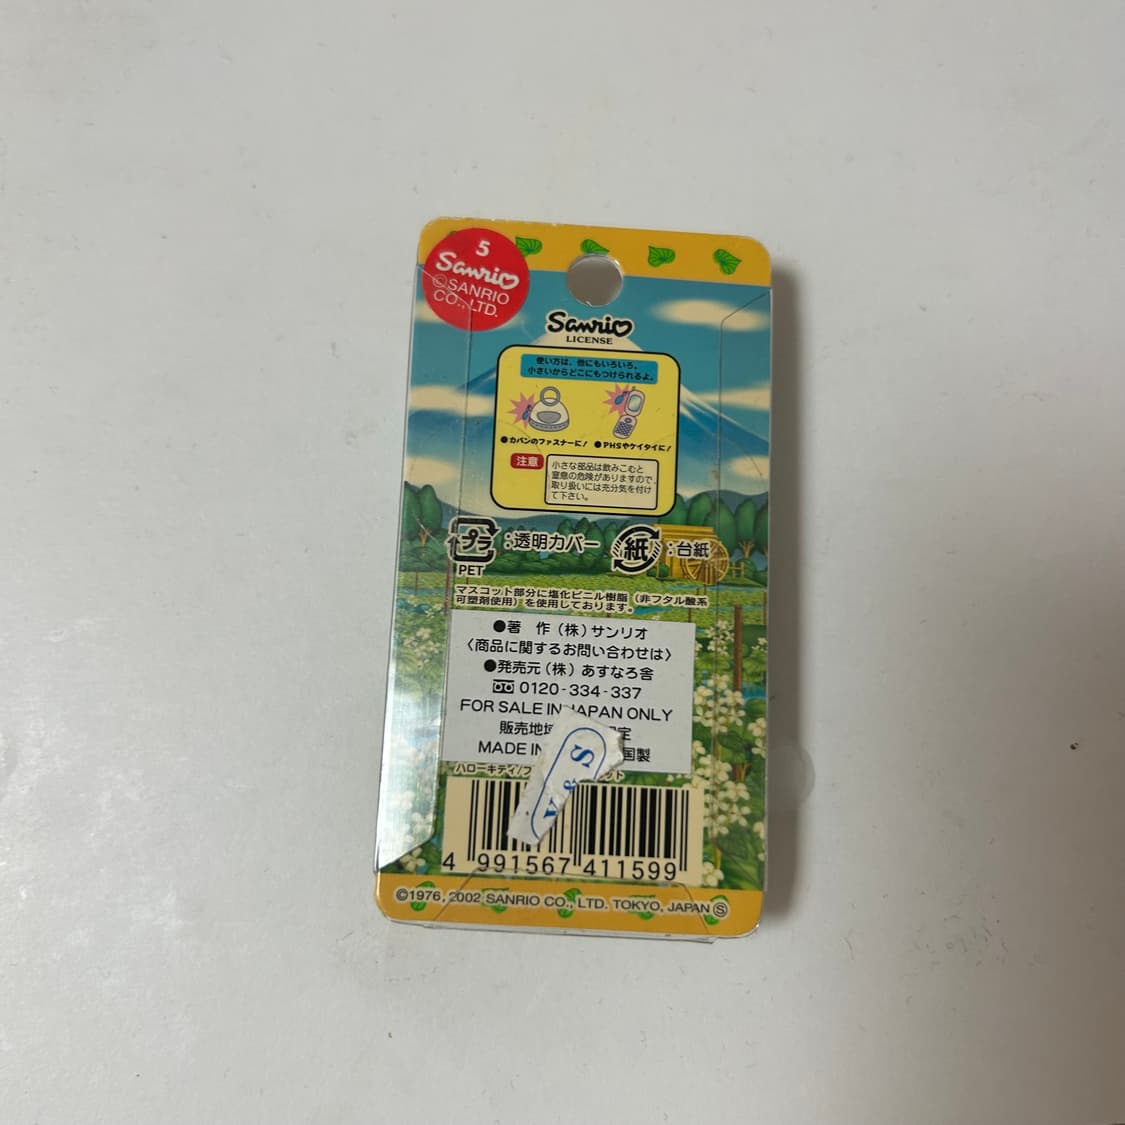 5
Sanrio
©SANRIO
CO., LTD.
Sanrio
LICENSE
使い方は、他にもいろいろ。
小さいからどこにもつけられるよ。
●カバンのファスナーに! ●PHSやケイタイに!
注意
小さな部品は飲みこむと
窒息の危険がありますので、
取り扱いには充分気を付け
て下さい。
プラ :透明カバー 紙 :台紙
PET
マスコット部分に塩化ビニル樹脂（非フタル酸系
可塑剤使用）を使用しております。
●著 作（株）サンリオ
〈商品に関するお問い合わせは〉
●発売元（株）あすなろ舎
0120-334-337
FOR SALE IN JAPAN ONLY
販売地 定
MADE IN 国製
ハローキティ/ ット
Y & S
4 991567 411599
©1976, 2002 SANRIO CO., LTD. TOKYO, JAPAN Ⓢ